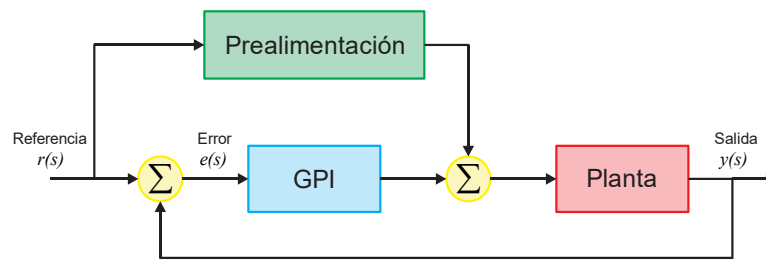 Prealimentación
Referencia
r(s)
Σ
Error
e(s)
GPI
Σ
Planta
Salida
y(s)